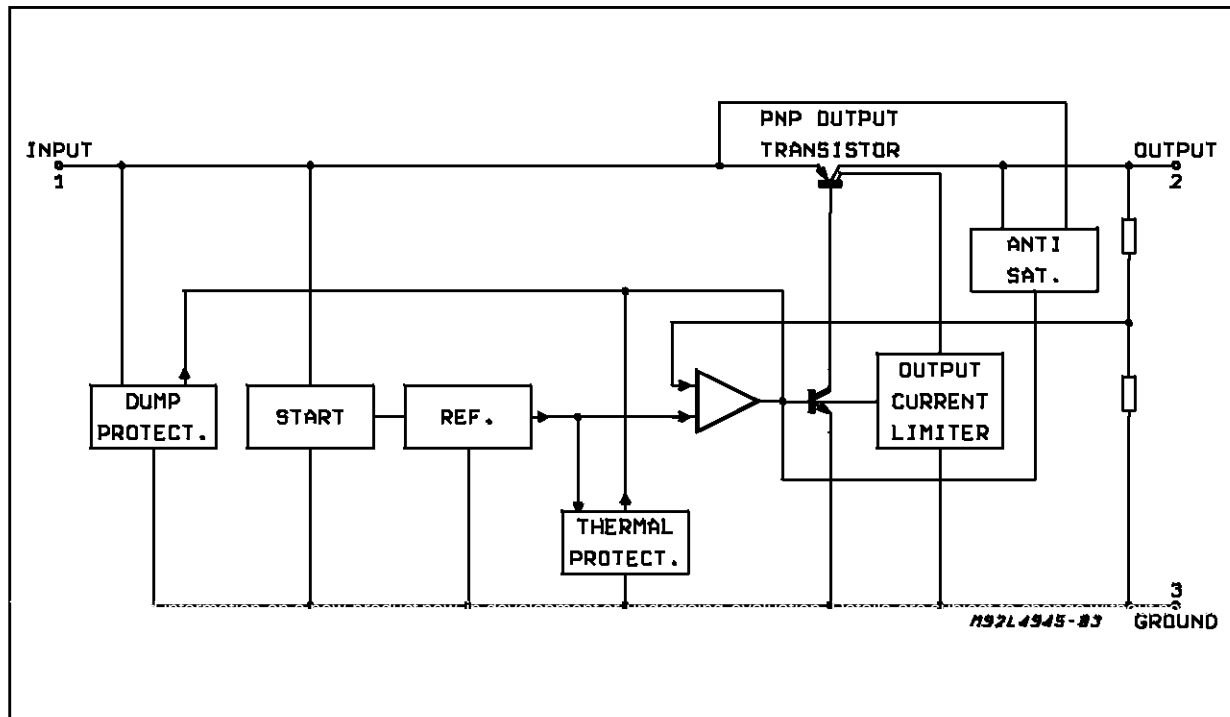 PNP OUTPUT
TRANSISTOR
INPUT
1
OUTPUT
2
ANTI
SAT.
DUMP
PROTECT.
START
REF.
OUTPUT
CURRENT
LIMITER
THERMAL
PROTECT.
3
M92L4945-03
GROUND